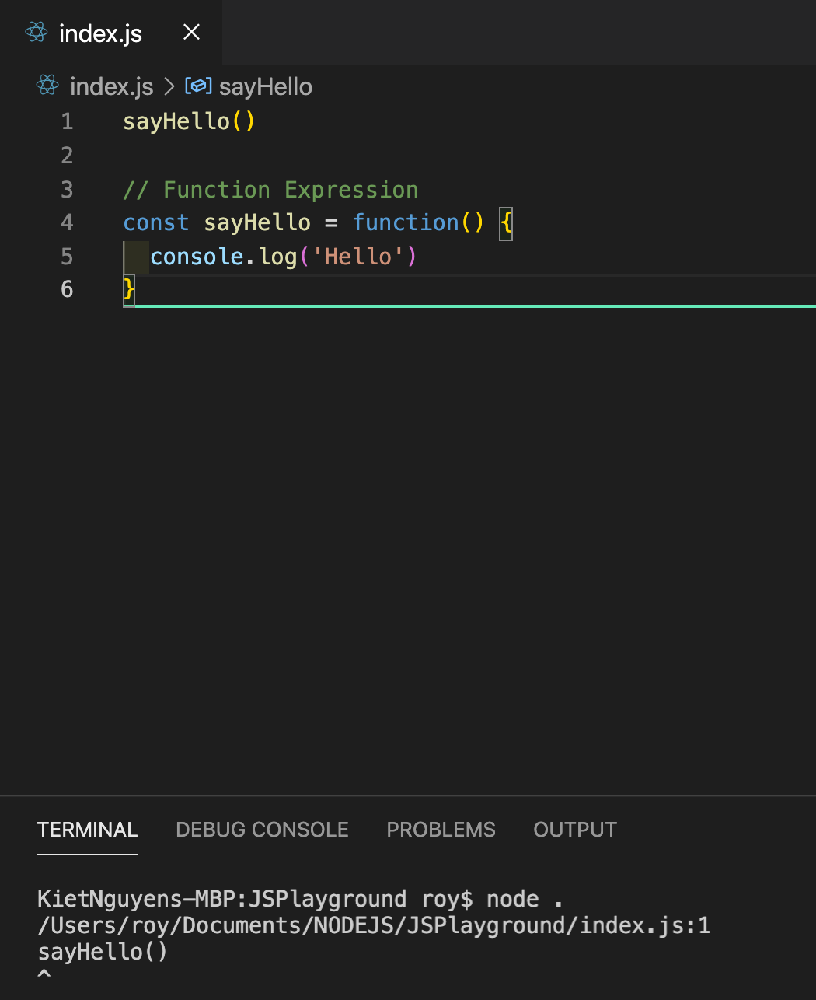 index.js
index.js > sayHello
1 sayHello()
2
3 // Function Expression
4 const sayHello = function() {
5 console.log('Hello')
6 }
TERMINAL DEBUG CONSOLE PROBLEMS OUTPUT
KietNguyens-MBP:JSPlayground roy$ node .
/Users/roy/Documents/NODEJS/JSPlayground/index.js:1
sayHello()
^